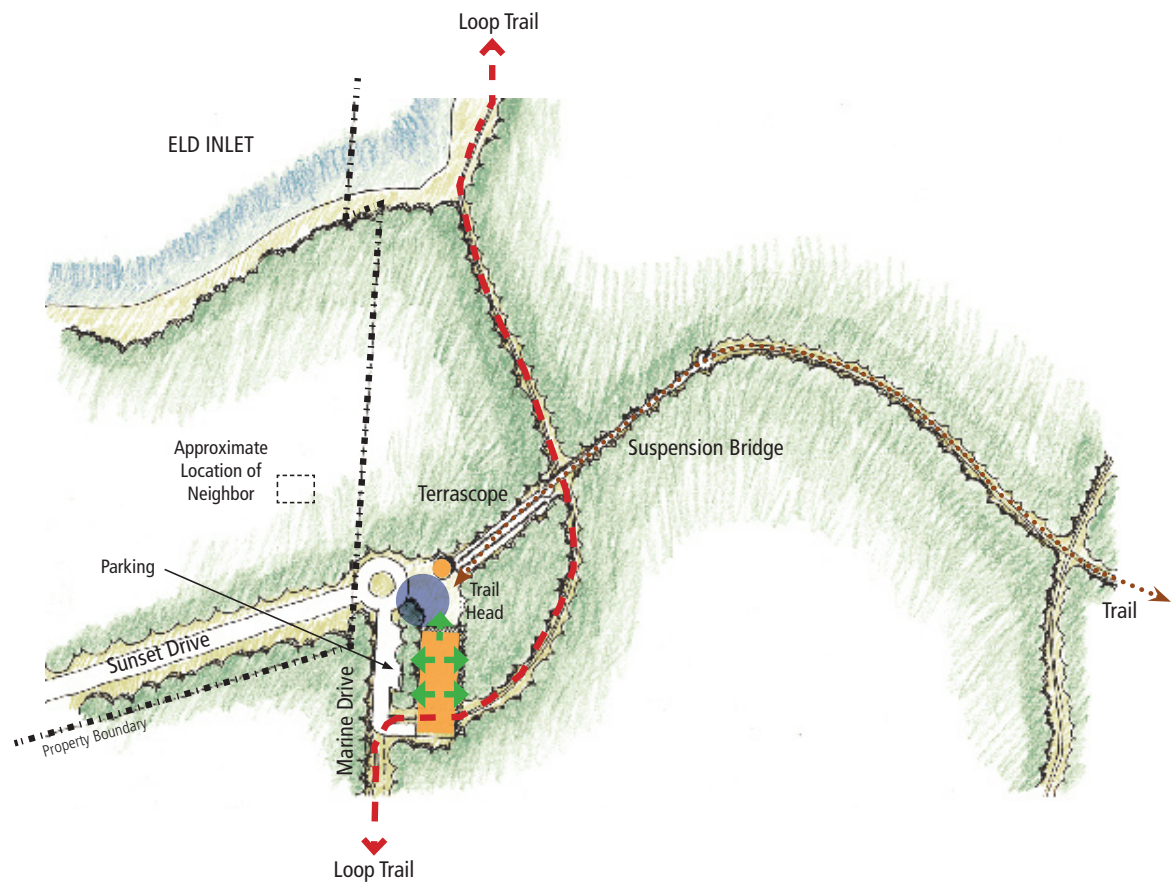 Loop Trail
ELD INLET
Approximate
Location of
Neighbor
Suspension Bridge
Terrascope
Parking
Trail
Head
Trail
Sunset Drive
Marine Drive
Property Boundary
Loop Trail